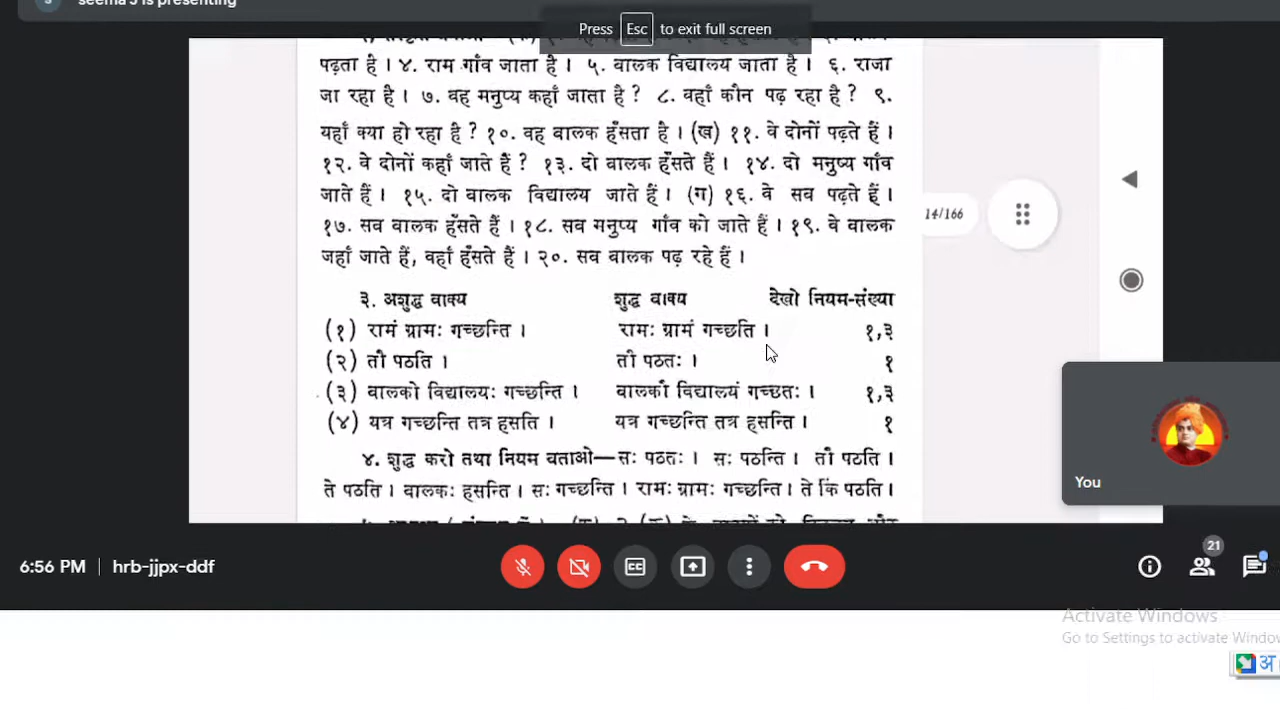 seema J is presenting
Press Esc to exit full screen
पढ़ता है । ४. राम गाँव जाता है । ५. बालक विद्यालय जाता है । ६. राजा
जा रहा है । ७. वह मनुष्य कहाँ जाता है ? ८. वहाँ कौन पढ़ रहा है ? ९.
यहाँ क्या हो रहा है ? १०. वह बालक हँसता है । (ख) ११. वे दोनों पढ़ते हैं ।
१२. वे दोनों कहाँ जाते हैं ? १३. दो बालक हँसते हैं । १४. दो मनुष्य गाँव
जाते हैं । १५. दो बालक विद्यालय जाते हैं । (ग) १६. वे सब पढ़ते हैं ।
१७. सब बालक हँसते हैं । १८. सब मनुष्य गाँव को जाते हैं । १९. वे बालक
जहाँ जाते हैं, वहाँ हँसते हैं । २०. सब बालक पढ़ रहे हैं ।
14/166
३. अशुद्ध वाक्य शुद्ध वाक्य देखो नियम-संख्या
(१) रामं ग्रामः गच्छन्ति । रामः ग्रामं गच्छति । १,३
(२) तौ पठति । तौ पठतः । १
(३) बालको विद्यालयः गच्छन्ति । बालकौ विद्यालयं गच्छतः । १,३
(४) यत्र गच्छन्ति तत्र हसति । यत्र गच्छन्ति तत्र हसन्ति । १
४. शुद्ध करो तथा नियम बताओ—सः पठतः । सः पठन्ति । तौ पठति ।
ते पठति । बालकः हसन्ति । सः गच्छन्ति । रामः ग्रामः गच्छन्ति । ते किं पठति ।
You
6:56 PM | hrb-jjpx-ddf
21
Activate Windows
Go to Settings to activate Windo
अ